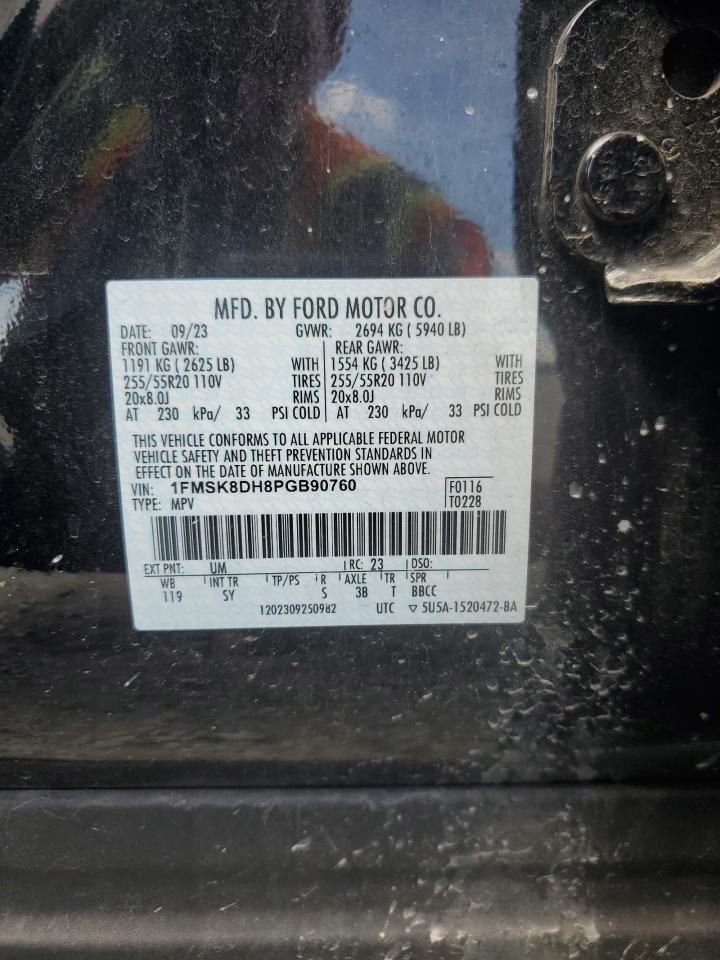 MFD. BY FORD MOTOR CO.
DATE: 09/23 GVWR: 2694 KG ( 5940 LB)
FRONT GAWR: REAR GAWR:
1191 KG ( 2625 LB) WITH 1554 KG ( 3425 LB) WITH
255/55R20 110V TIRES 255/55R20 110V TIRES
20x8.0J RIMS 20x8.0J RIMS
AT 230 kPa/ 33 PSI COLD AT 230 kPa/ 33 PSI COLD
THIS VEHICLE CONFORMS TO ALL APPLICABLE FEDERAL MOTOR
VEHICLE SAFETY AND THEFT PREVENTION STANDARDS IN
EFFECT ON THE DATE OF MANUFACTURE SHOWN ABOVE.
VIN: 1FMSK8DH8PGB90760 F0116
TYPE: MPV T0228
EXT PNT: UM RC: 23 DSO:
WB INT TR TP/PS R AXLE TR SPR
119 SY S 3B T BBCC
1202309250982 UTC ▽ 5U5A-1520472-BA